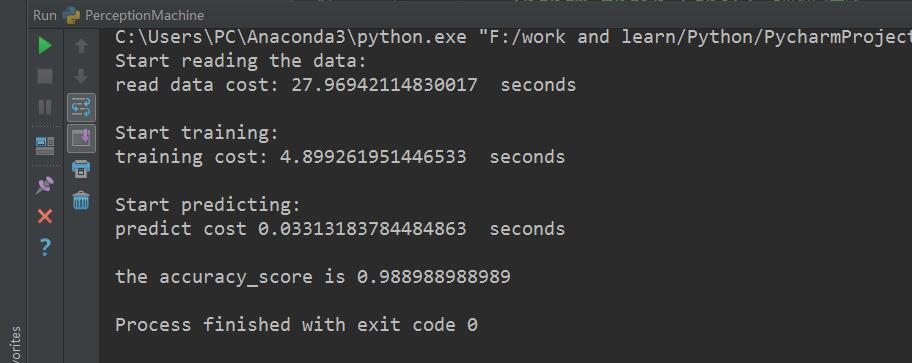 Run PerceptionMachine
C:\Users\PC\Anaconda3\python.exe "F:/work and learn/Python/PycharmProject
Start reading the data:
read data cost: 27.96942114830017  seconds
Start training:
training cost: 4.899261951446533  seconds
Start predicting:
predict cost 0.03313183784484863  seconds
the accuracy_score is 0.988988988989
Process finished with exit code 0
vorites